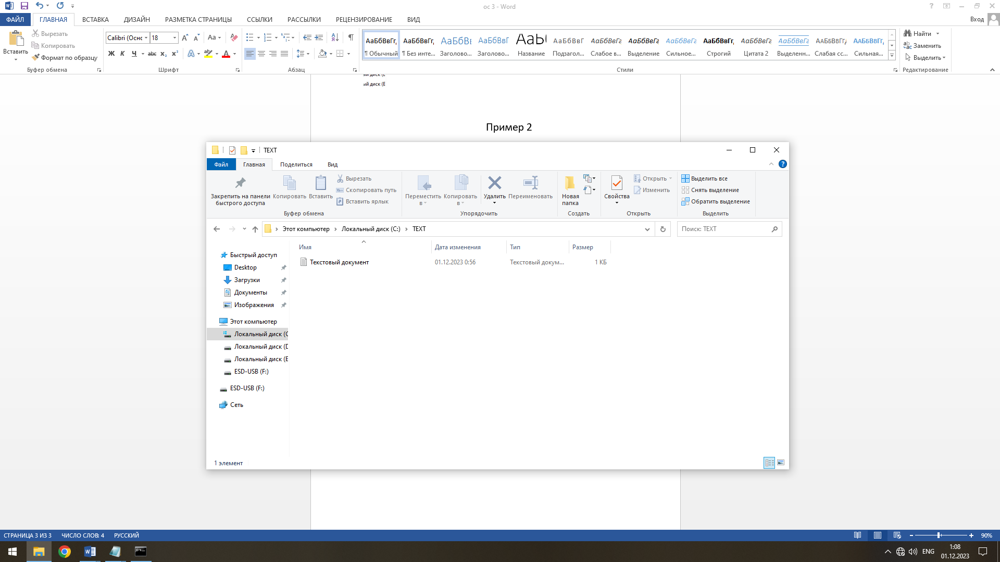 ос 3 - Word
ФАЙЛ ГЛАВНАЯ ВСТАВКА ДИЗАЙН РАЗМЕТКА СТРАНИЦЫ ССЫЛКИ РАССЫЛКИ РЕЦЕНЗИРОВАНИЕ ВИД Вход
Вставить
Вырезать
Копировать
Формат по образцу
Буфер обмена
Calibri (Оснс 18
Ж К Ч abc x₂ x²
Шрифт
Абзац
АаБбВвГг, АаБбВвГг, АаБбВв АаБбВвГ АаЬ АаБбВвГ АаБбВвГг АаБбВвГг АаБбВвГг АаБбВвГг, АаБбВвГг АаБбВвГг ААББВВГГ, ААББВВГГ,
¶ Обычный ¶ Без инте... Заголово... Заголово... Название Подзагол... Слабое в... Выделение Сильное... Строгий Цитата 2 Выделенн... Слабая сс... Сильная...
Стили
Найти
Заменить
Выделить
Редактирование
ый диск (E
Пример 2
TEXT
Файл Главная Поделиться Вид
Закрепить на панели быстрого доступа
Копировать
Вставить
Вырезать
Скопировать путь
Вставить ярлык
Буфер обмена
Переместить в
Копировать в
Удалить
Переименовать
Упорядочить
Новая папка
Создать
Свойства
Открыть
Изменить
Открыть
Выделить все
Снять выделение
Обратить выделение
Выделить
Этот компьютер › Локальный диск (C:) › TEXT
Поиск: TEXT
Имя Дата изменения Тип Размер
Текстовый документ 01.12.2023 0:56 Текстовый докум... 1 КБ
Быстрый доступ
Desktop
Загрузки
Документы
Изображения
Этот компьютер
Локальный диск (C
Локальный диск (D
Локальный диск (E
ESD-USB (F:)
ESD-USB (F:)
Сеть
1 элемент
СТРАНИЦА 3 ИЗ 3 ЧИСЛО СЛОВ: 4 РУССКИЙ 90%
ENG
1:08
01.12.2023